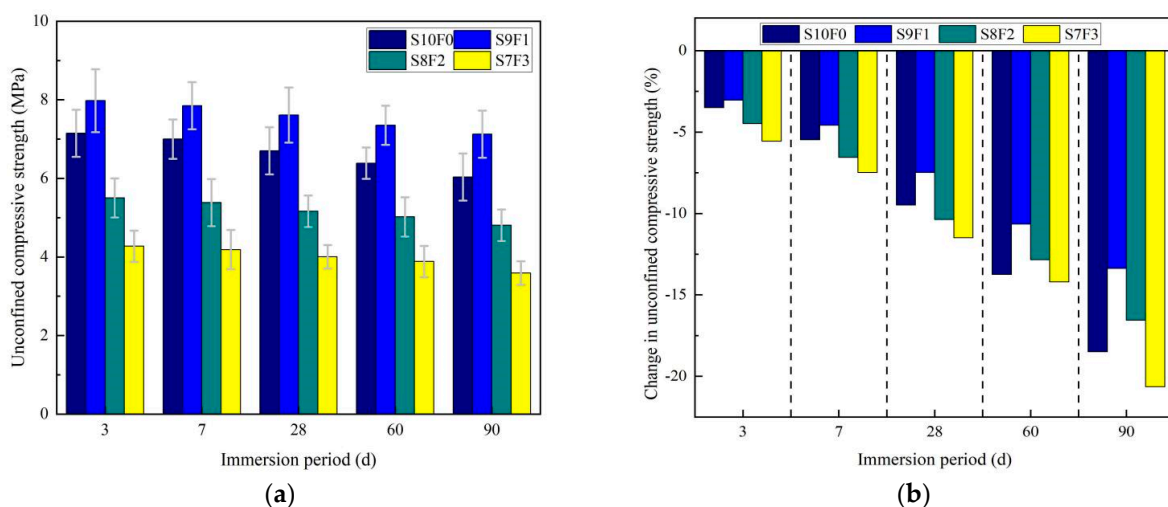 10
8
6
4
2
0
Unconfined compressive strength (MPa)
S10F0 S9F1
S8F2 S7F3
3 7 28 60 90
Immersion period (d)
(a)
0
-5
-10
-15
-20
Change in unconfined compressive strength (%)
S10F0 S9F1 S8F2 S7F3
3 7 28 60 90
Immersion period (d)
(b)